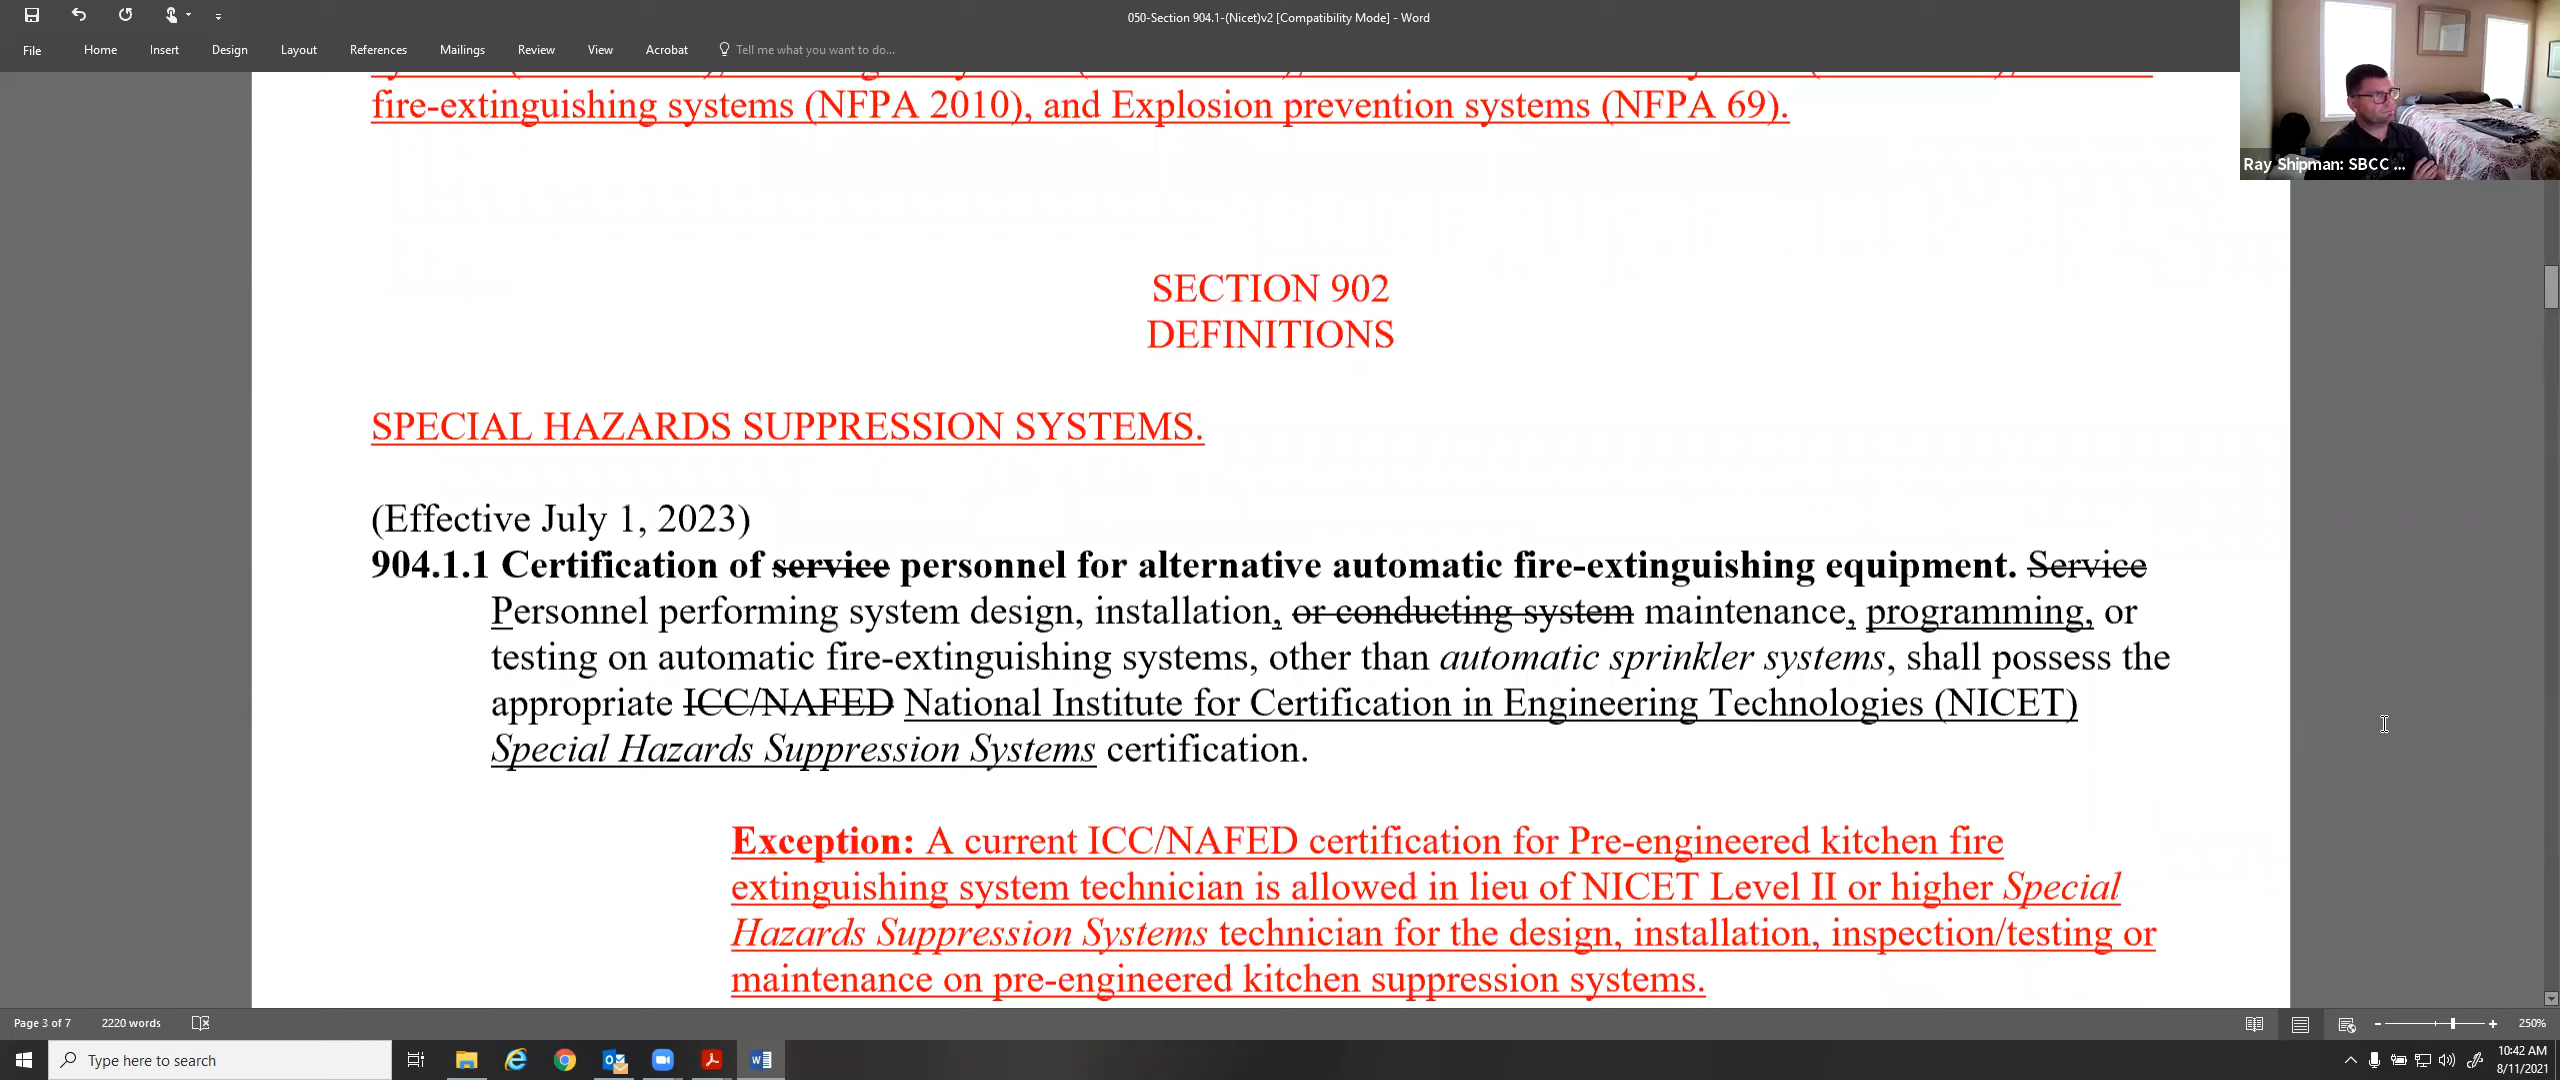 050-Section 904.1-(Nicet)v2 [Compatibility Mode] - Word
File Home Insert Design Layout References Mailings Review View Acrobat Tell me what you want to do...
Ray Shipman: SBCC ...
fire-extinguishing systems (NFPA 2010), and Explosion prevention systems (NFPA 69).
SECTION 902
DEFINITIONS
SPECIAL HAZARDS SUPPRESSION SYSTEMS.
(Effective July 1, 2023)
904.1.1 Certification of service personnel for alternative automatic fire-extinguishing equipment. Service
Personnel performing system design, installation, or conducting system maintenance, programming, or
testing on automatic fire-extinguishing systems, other than automatic sprinkler systems, shall possess the
appropriate ICC/NAFED National Institute for Certification in Engineering Technologies (NICET)
Special Hazards Suppression Systems certification.
Exception: A current ICC/NAFED certification for Pre-engineered kitchen fire
extinguishing system technician is allowed in lieu of NICET Level II or higher Special
Hazards Suppression Systems technician for the design, installation, inspection/testing or
maintenance on pre-engineered kitchen suppression systems.
Page 3 of 7 2220 words 250%
Type here to search
10:42 AM
8/11/2021